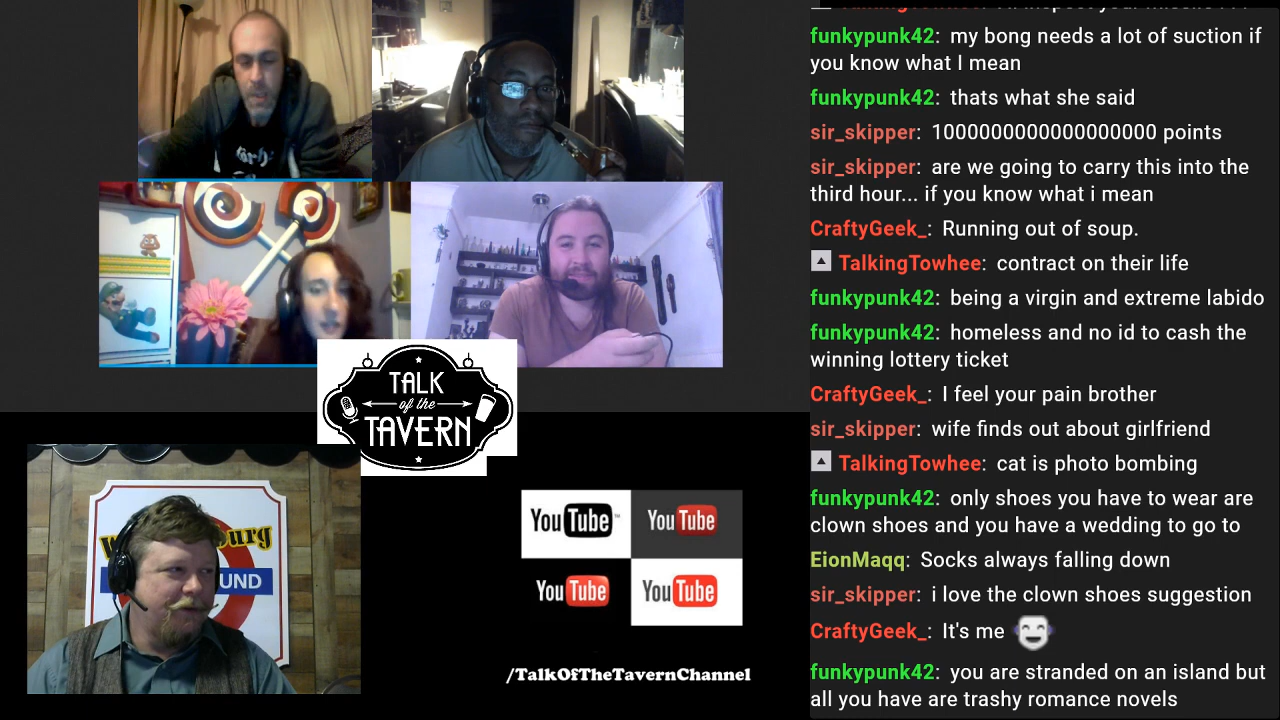 funkypunk42: my bong needs a lot of suction if
you know what I mean
funkypunk42: thats what she said
sir_skipper: 1000000000000000000 points
sir_skipper: are we going to carry this into the
third hour... if you know what i mean
CraftyGeek_: Running out of soup.
TalkingTowhee: contract on their life
funkypunk42: being a virgin and extreme labido
funkypunk42: homeless and no id to cash the
winning lottery ticket
CraftyGeek_: I feel your pain brother
sir_skipper: wife finds out about girlfriend
TalkingTowhee: cat is photo bombing
funkypunk42: only shoes you have to wear are
clown shoes and you have a wedding to go to
EionMaqq: Socks always falling down
sir_skipper: i love the clown shoes suggestion
CraftyGeek_: It's me
funkypunk42: you are stranded on an island but
all you have are trashy romance novels
TALK
of the
TAVERN
YouTube™
YouTube
YouTube
YouTube
/TalkOfTheTavernChannel